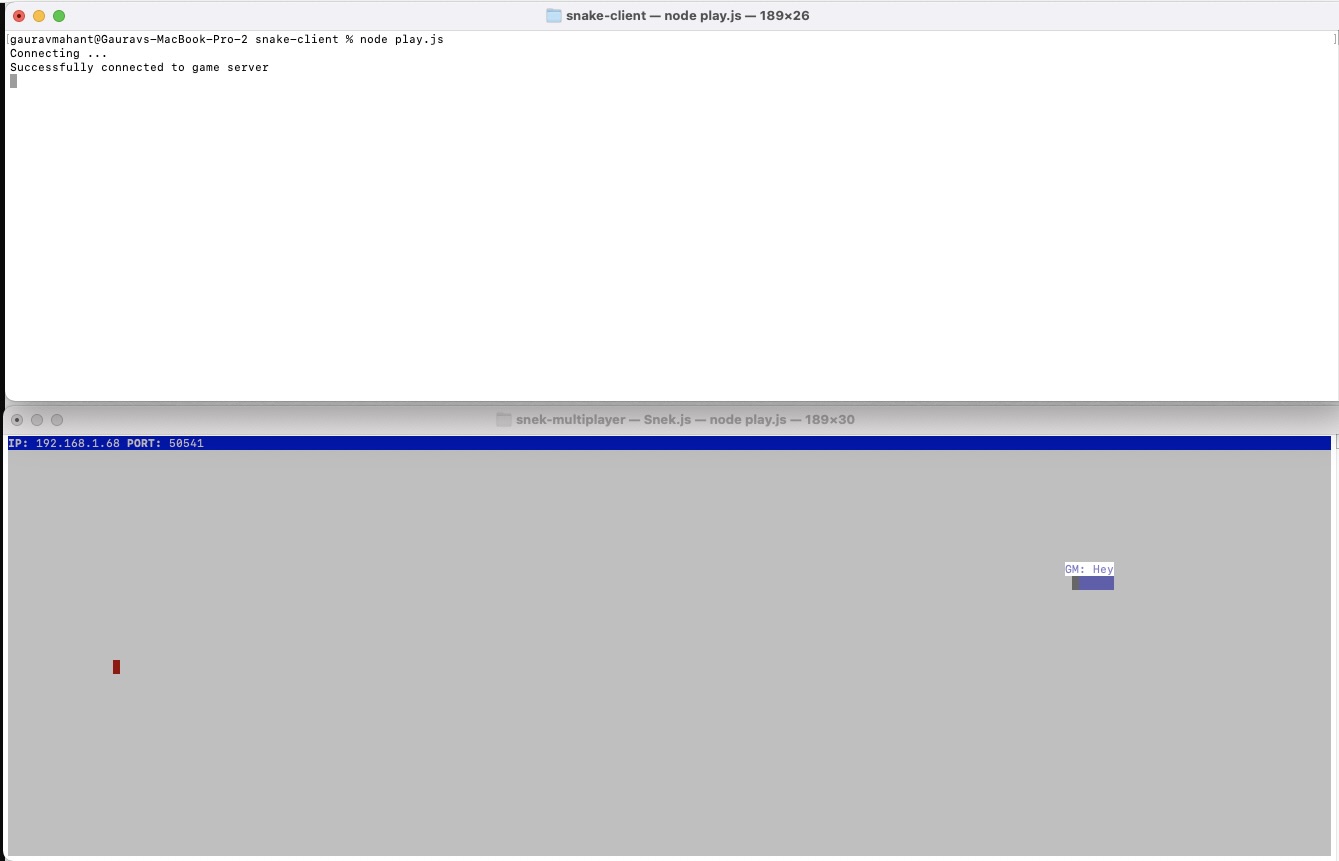 snake-client — node play.js — 189×26
[gauravmahant@Gauravs-MacBook-Pro-2 snake-client % node play.js ]
Connecting ...
Successfully connected to game server
snek-multiplayer — Snek.js — node play.js — 189×30
IP: 192.168.1.68 PORT: 50541
GM: Hey